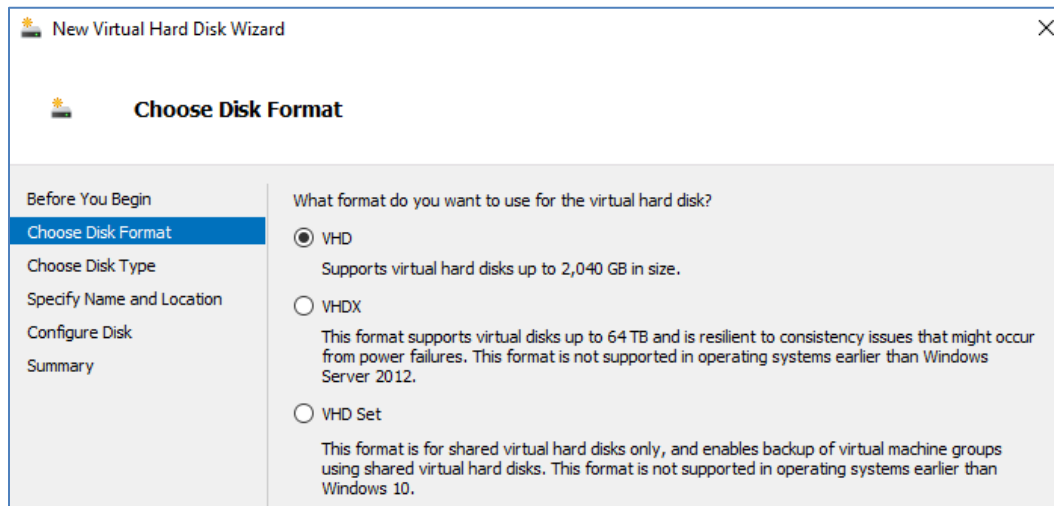 New Virtual Hard Disk Wizard
Choose Disk Format
Before You Begin
Choose Disk Format
Choose Disk Type
Specify Name and Location
Configure Disk
Summary
What format do you want to use for the virtual hard disk?
VHD
Supports virtual hard disks up to 2,040 GB in size.
VHDX
This format supports virtual disks up to 64 TB and is resilient to consistency issues that might occur
from power failures. This format is not supported in operating systems earlier than Windows
Server 2012.
VHD Set
This format is for shared virtual hard disks only, and enables backup of virtual machine groups
using shared virtual hard disks. This format is not supported in operating systems earlier than
Windows 10.